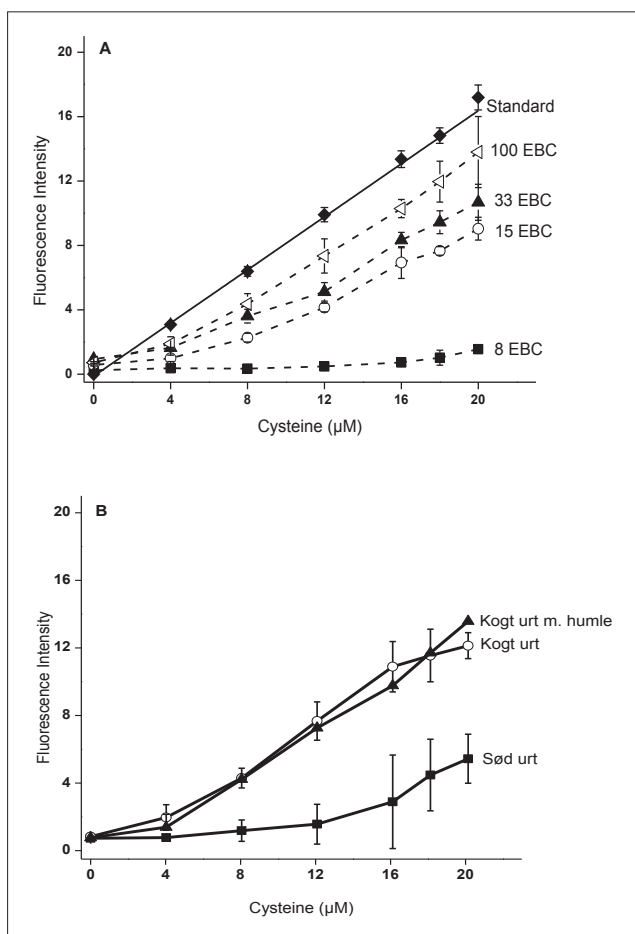 A
20
16
12
8
4
0
Fluorescence Intensity
Standard
100 EBC
33 EBC
15 EBC
8 EBC
0 4 8 12 16 20
Cysteine (µM)
B
20
16
12
8
4
0
Fluorescence Intensity
Kogt urt m. humle
Kogt urt
Sød urt
0 4 8 12 16 20
Cysteine (µM)